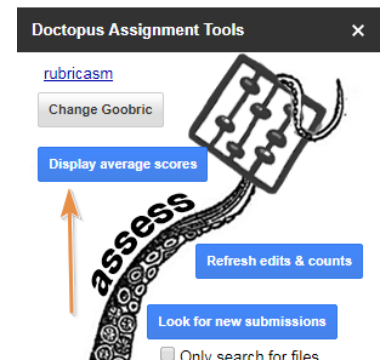 Doctopus Assignment Tools ×
rubricasm
Change Goobric
Display average scores
assess
Refresh edits & counts
Look for new submissions
Only search for files